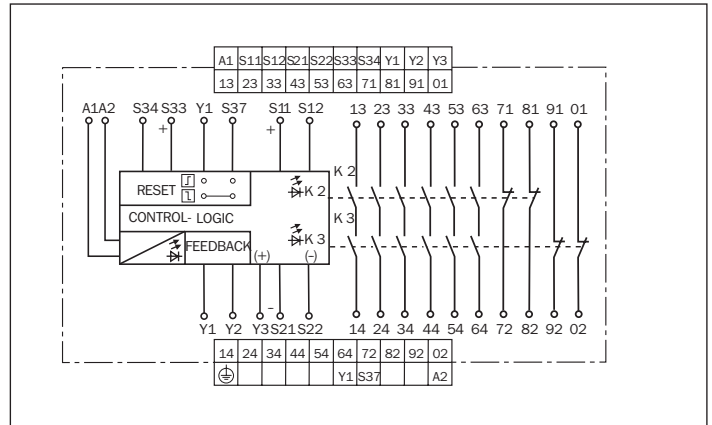 A1 S11 S12 S21 S22 S33 S34 Y1 Y2 Y3
13 23 33 43 53 63 71 81 91 01
A1 A2 S34 S33 Y1 S37 S11 S12 13 23 33 43 53 63 71 81 91 01
+ +
K 2
RESET K 2
K 3
CONTROL- LOGIC
K 3
FEEDBACK (+) (-)
-
Y1 Y2 Y3 S21 S22 14 24 34 44 54 64 72 82 92 02
14 24 34 44 54 64 72 82 92 02
Y1 S37 A2